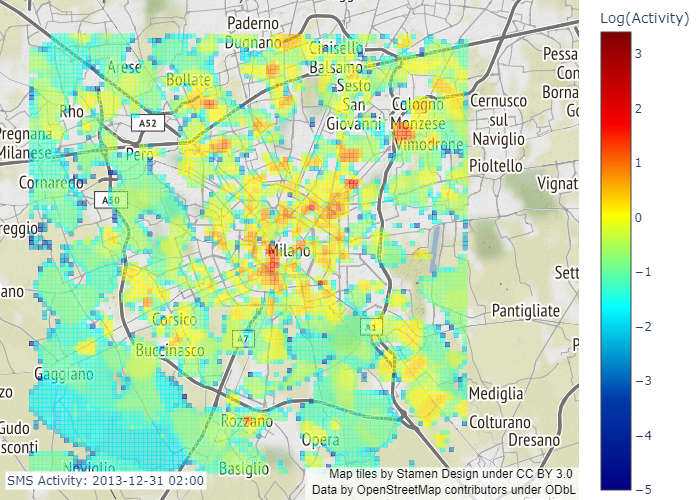 Log(Activity)
Paderno
Dugnano
Cinisello
Balsamo
Arese
Bollate
Sesto
San
Giovanni
Cologno
Monzese
Vimodrone
Cernusco
sul
Naviglio
Pioltello
Pessa
Con
Borna
Go
Rho
A52
Pregnana
Milanese
Pero
Cornaredo
A50
Vignat
reggio
Milano
Sett
ano
Pantigliate
Corsico
A7
A1
Buccinasco
P
Gaggiano
zo
Mediglia
Rozzano
Colturano
Gudo
sconti
Opera
Dresano
Noviglio
Basiglio
SMS Activity: 2013-12-31 02:00
Map tiles by Stamen Design under CC BY 3.0
Data by OpenStreetMap contributors under ODbL
3
2
1
0
−1
−2
−3
−4
−5